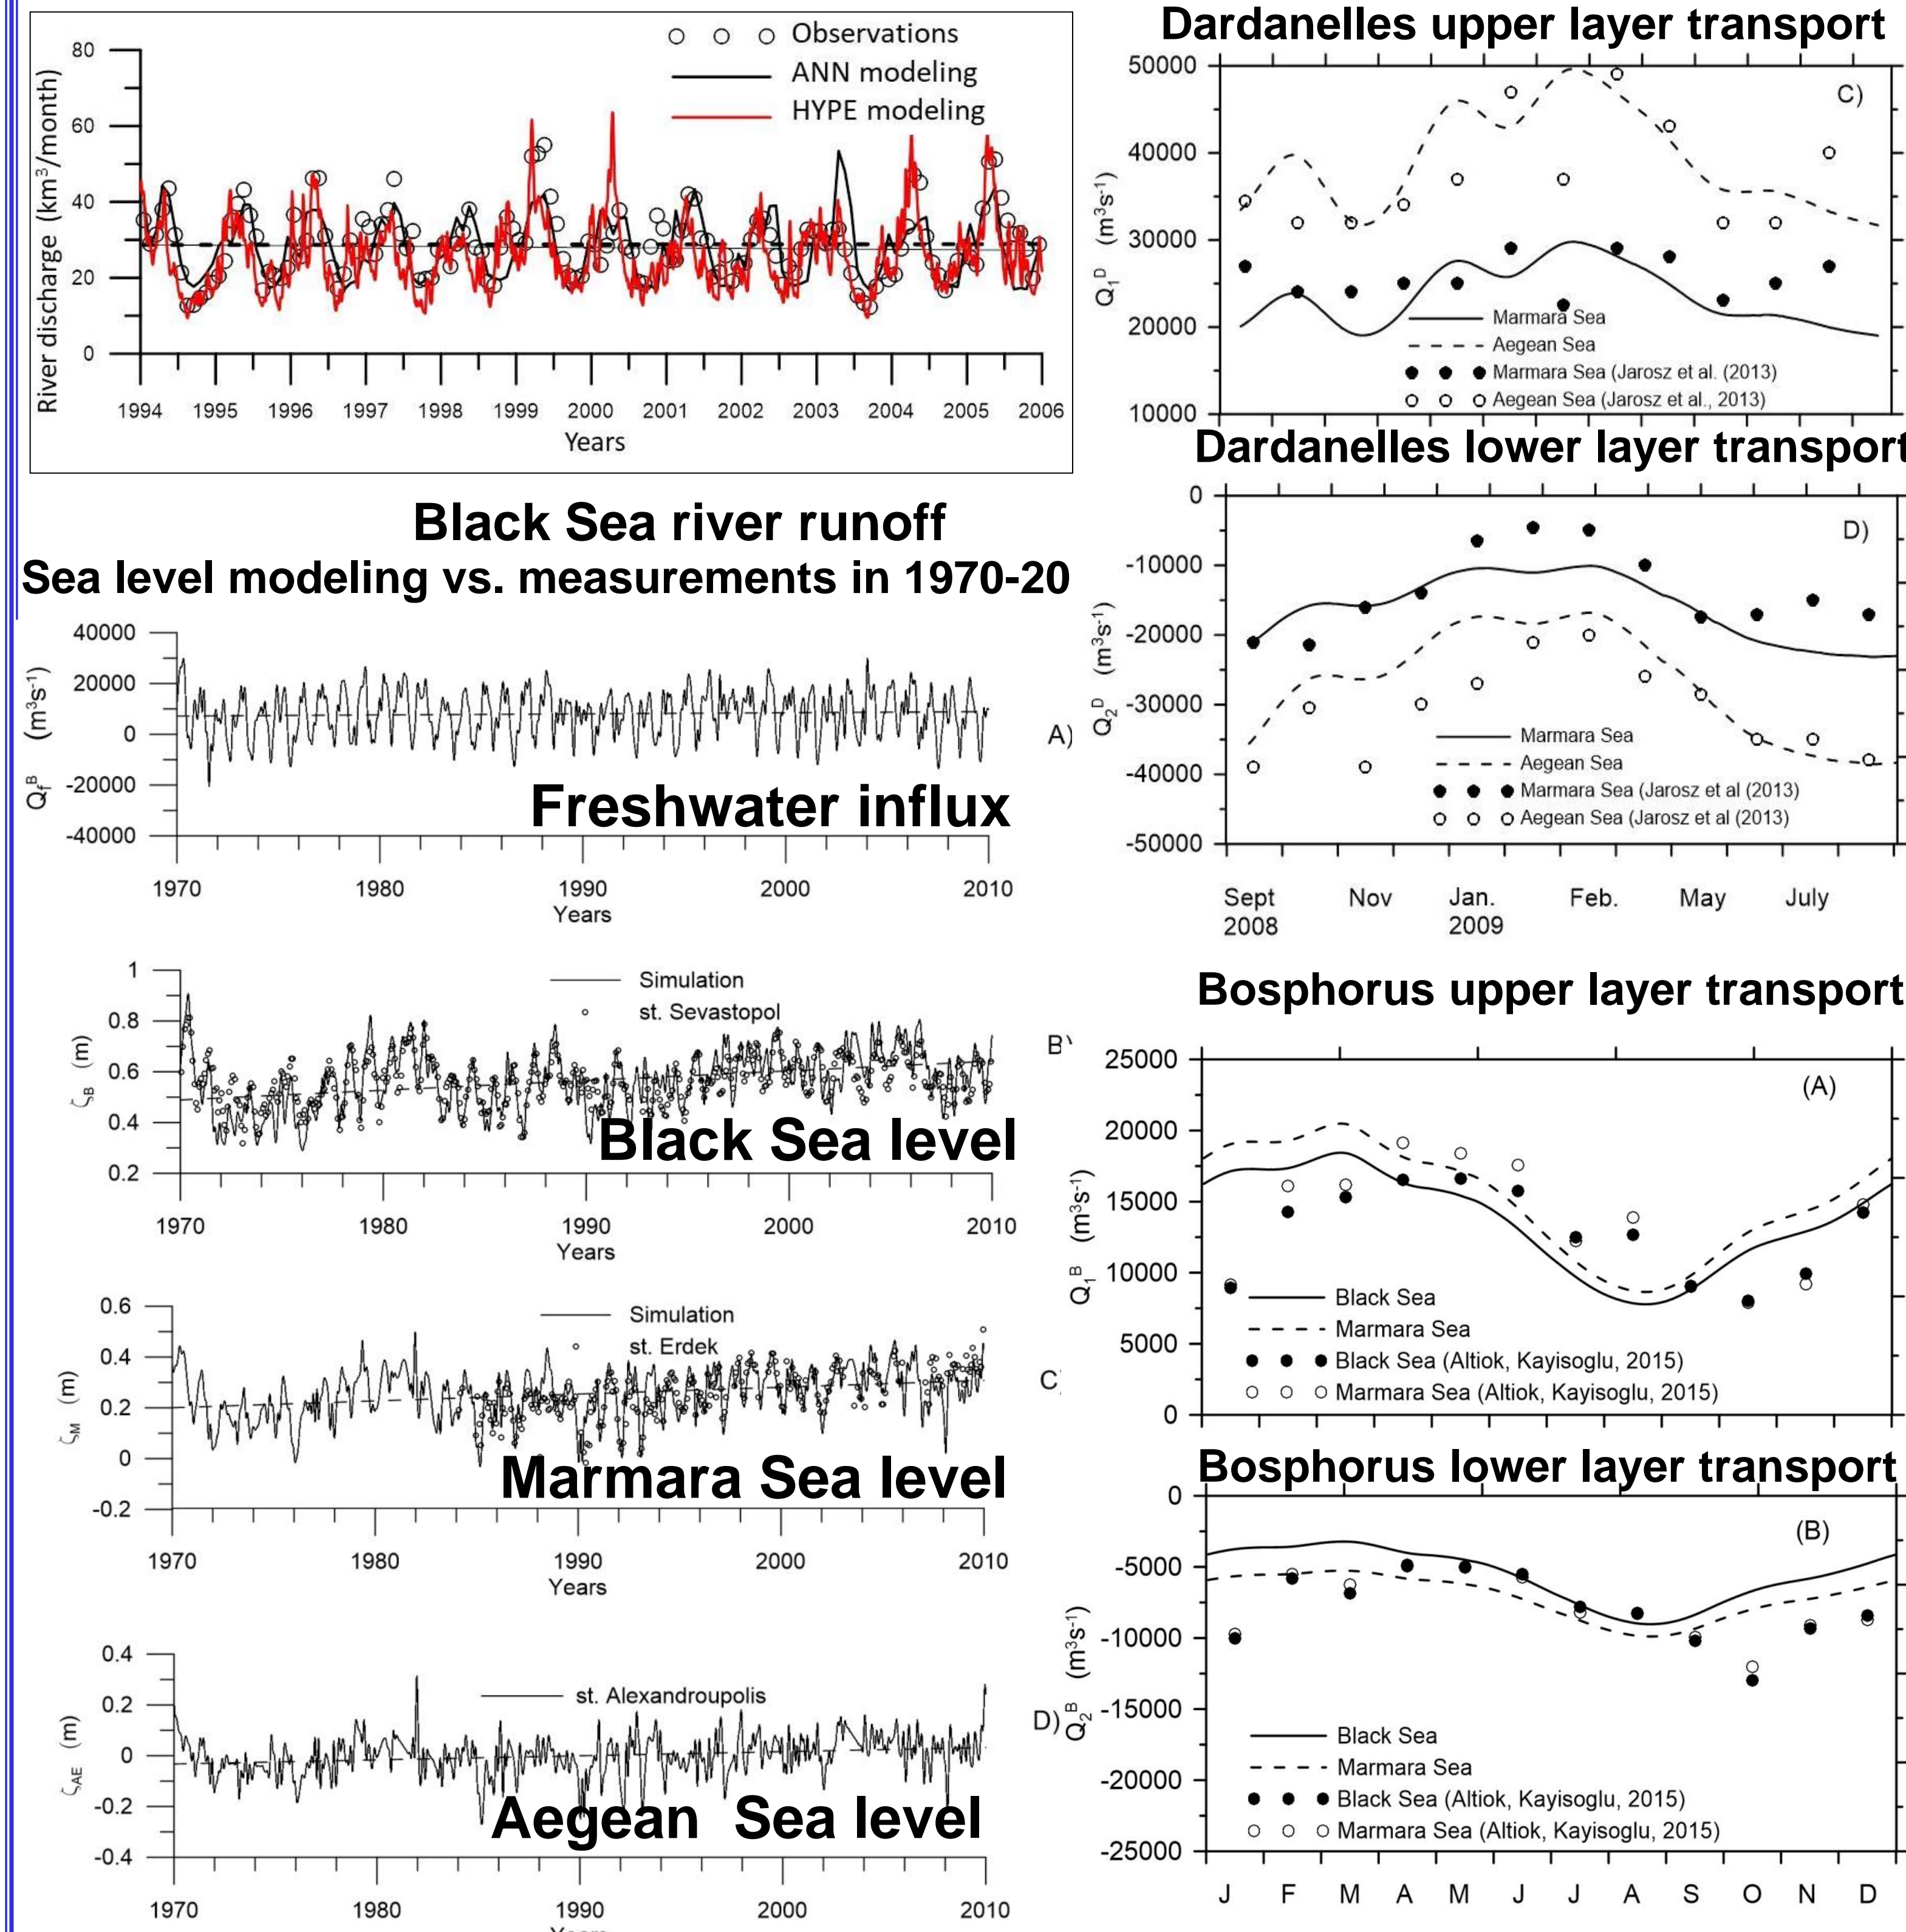 80
60
40
20
0
River discharge (km³/month)
Observations
ANN modeling
HYPE modeling
1994 1995 1996 1997 1998 1999 2000 2001 2002 2003 2004 2005 2006
Years
Black Sea river runoff
Sea level modeling vs. measurements in 1970-20
40000
20000
0
-20000
-40000
Qf^B (m³s⁻¹)
A)
Freshwater influx
1970 1980 1990 2000 2010
Years
1
0.8
0.6
0.4
0.2
ζB (m)
Simulation
st. Sevastopol
B
Black Sea level
1970 1980 1990 2000 2010
Years
0.6
0.4
0.2
0
-0.2
ζM (m)
Simulation
st. Erdek
C
Marmara Sea level
1970 1980 1990 2000 2010
Years
0.4
0.2
0
-0.2
-0.4
ζAE (m)
st. Alexandroupolis
D)
Aegean Sea level
1970 1980 1990 2000 2010
Dardanelles upper layer transport
50000
40000
30000
20000
10000
Q₁^D (m³s⁻¹)
C)
Marmara Sea
Aegean Sea
Marmara Sea (Jarosz et al. (2013)
Aegean Sea (Jarosz et al., 2013)
Dardanelles lower layer transport
0
-10000
-20000
-30000
-40000
-50000
Q₂^D (m³s⁻¹)
D)
Marmara Sea
Aegean Sea
Marmara Sea (Jarosz et al (2013)
Aegean Sea (Jarosz et al (2013)
Sept Nov Jan. Feb. May July
2008 2009
Bosphorus upper layer transport
25000
20000
15000
10000
5000
0
Q₁^B (m³s⁻¹)
(A)
Black Sea
Marmara Sea
Black Sea (Altiok, Kayisoglu, 2015)
Marmara Sea (Altiok, Kayisoglu, 2015)
Bosphorus lower layer transport
0
-5000
-10000
-15000
-20000
-25000
Q₂^B (m³s⁻¹)
(B)
Black Sea
Marmara Sea
Black Sea (Altiok, Kayisoglu, 2015)
Marmara Sea (Altiok, Kayisoglu, 2015)
J F M A M J J A S O N D